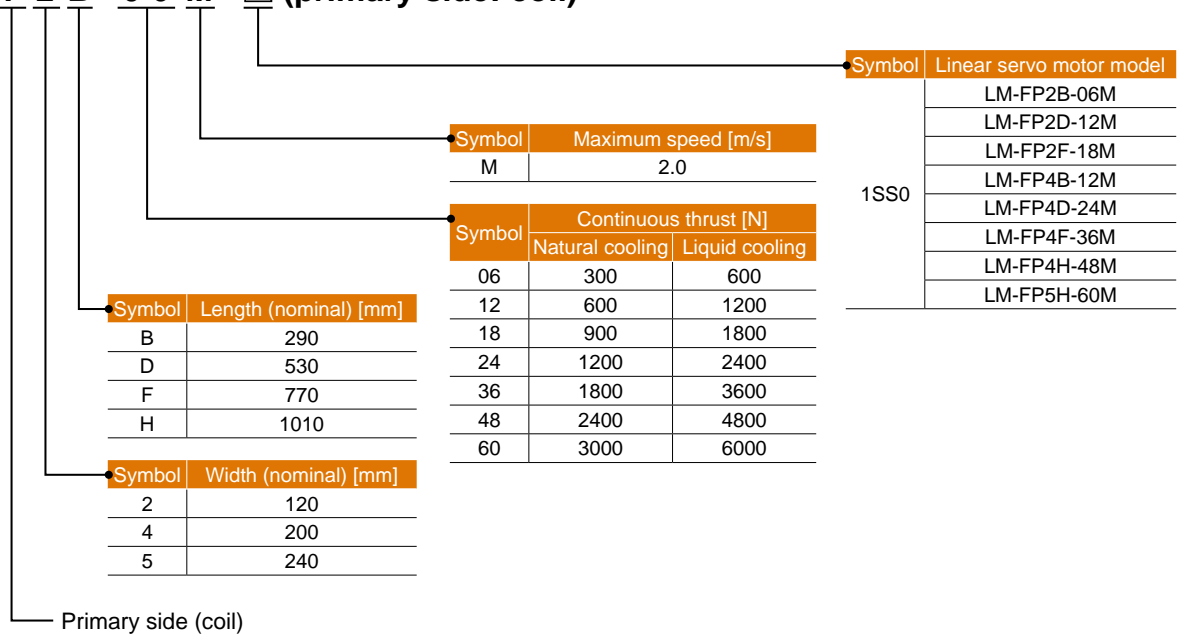 (primary side: coil)
Symbol Linear servo motor model
1SS0
LM-FP2B-06M
LM-FP2D-12M
LM-FP2F-18M
LM-FP4B-12M
LM-FP4D-24M
LM-FP4F-36M
LM-FP4H-48M
LM-FP5H-60M
Symbol Maximum speed [m/s]
M 2.0
Symbol Continuous thrust [N]
Natural cooling Liquid cooling
06 300 600
12 600 1200
18 900 1800
24 1200 2400
36 1800 3600
48 2400 4800
60 3000 6000
Symbol Length (nominal) [mm]
B 290
D 530
F 770
H 1010
Symbol Width (nominal) [mm]
2 120
4 200
5 240
Primary side (coil)